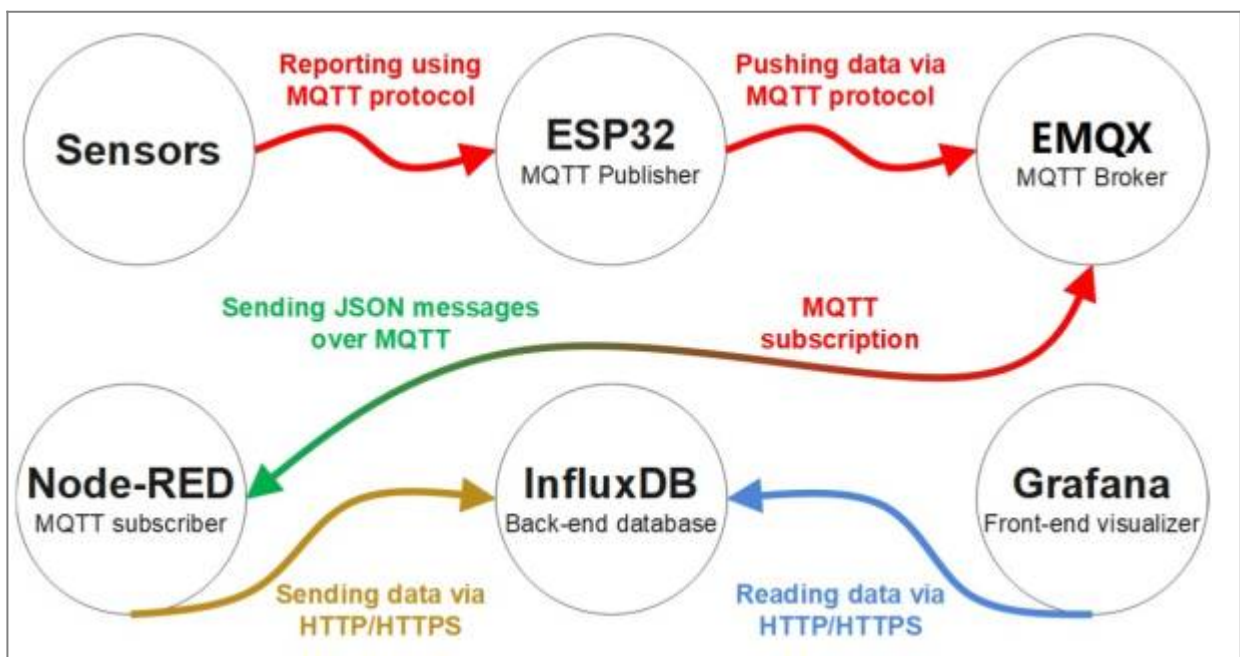 Reporting using
MQTT protocol
Pushing data via
MQTT protocol
Sensors
ESP32
MQTT Publisher
EMQX
MQTT Broker
Sending JSON messages
over MQTT
MQTT
subscription
Node-RED
MQTT subscriber
InfluxDB
Back-end database
Grafana
Front-end visualizer
Sending data via
HTTP/HTTPS
Reading data via
HTTP/HTTPS